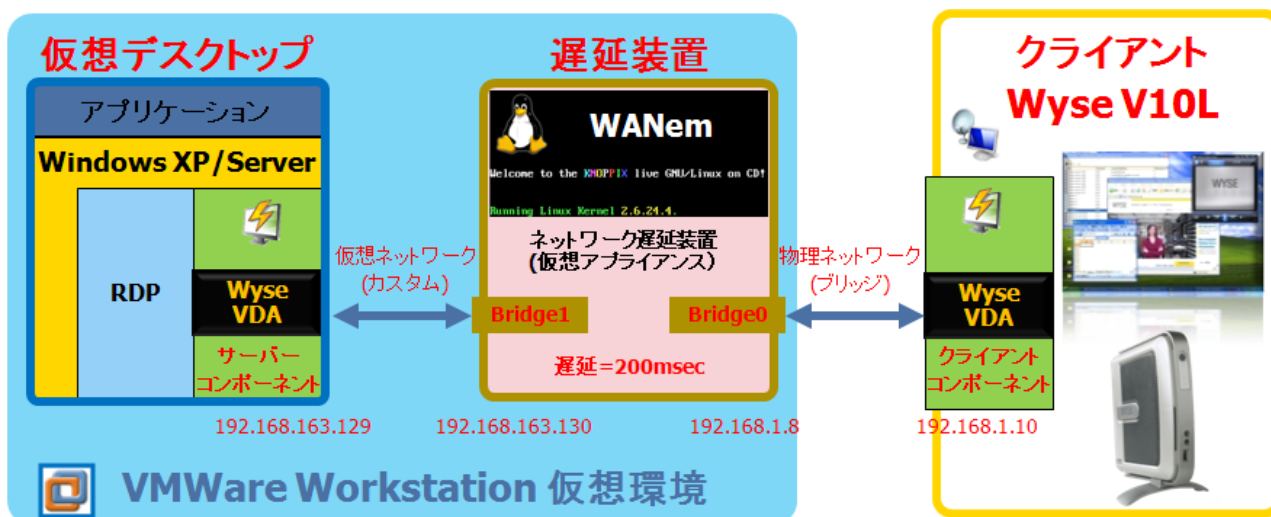 仮想デスクトップ
アプリケーション
Windows XP/Server
RDP
Wyse
VDA
サーバー
コンポーネント
192.168.163.129
仮想ネットワーク
(カスタム)
遅延装置
WANem
Welcome to the KNOPPIX live GNU/Linux on CD!
Running Linux Kernel 2.6.24.4.
ネットワーク遅延装置
(仮想アプライアンス)
Bridge1
Bridge0
遅延=200msec
192.168.163.130
192.168.1.8
物理ネットワーク
(ブリッジ)
クライアント
Wyse V10L
WYSE
Wyse
VDA
クライアント
コンポーネント
192.168.1.10
VMWare Workstation 仮想環境